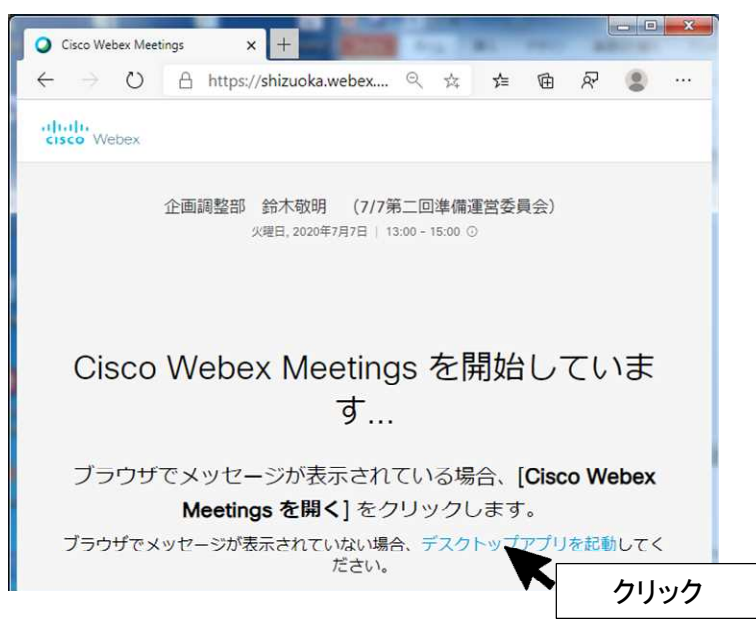 Cisco Webex Meetings
https://shizuoka.webex....
CISCO Webex
企画調整部 鈴木敬明 (7/7第二回準備運営委員会)
火曜日, 2020年7月7日 | 13:00 - 15:00
Cisco Webex Meetings を開始していま
す...
ブラウザでメッセージが表示されている場合、[Cisco Webex
Meetings を開く] をクリックします。
ブラウザでメッセージが表示されていない場合、デスクトップアプリを起動してく
ださい。
クリック